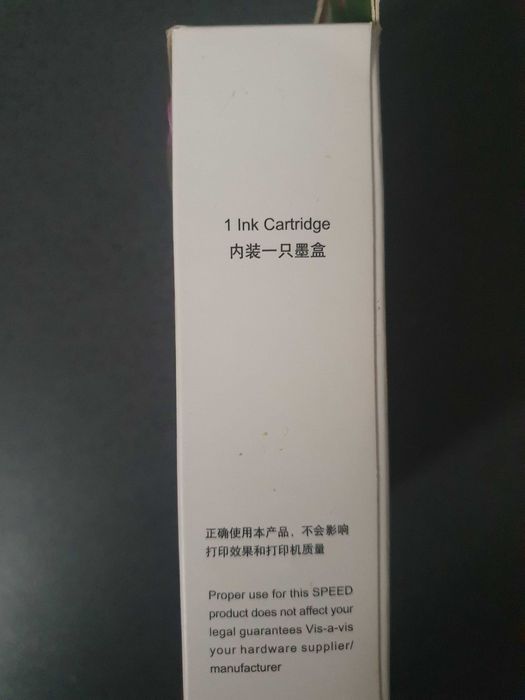 1 Ink Cartridge
内装一只墨盒
正确使用本产品，不会影响
打印效果和打印机质量
Proper use for this SPEED
product does not affect your
legal guarantees Vis-a-vis
your hardware supplier/
manufacturer